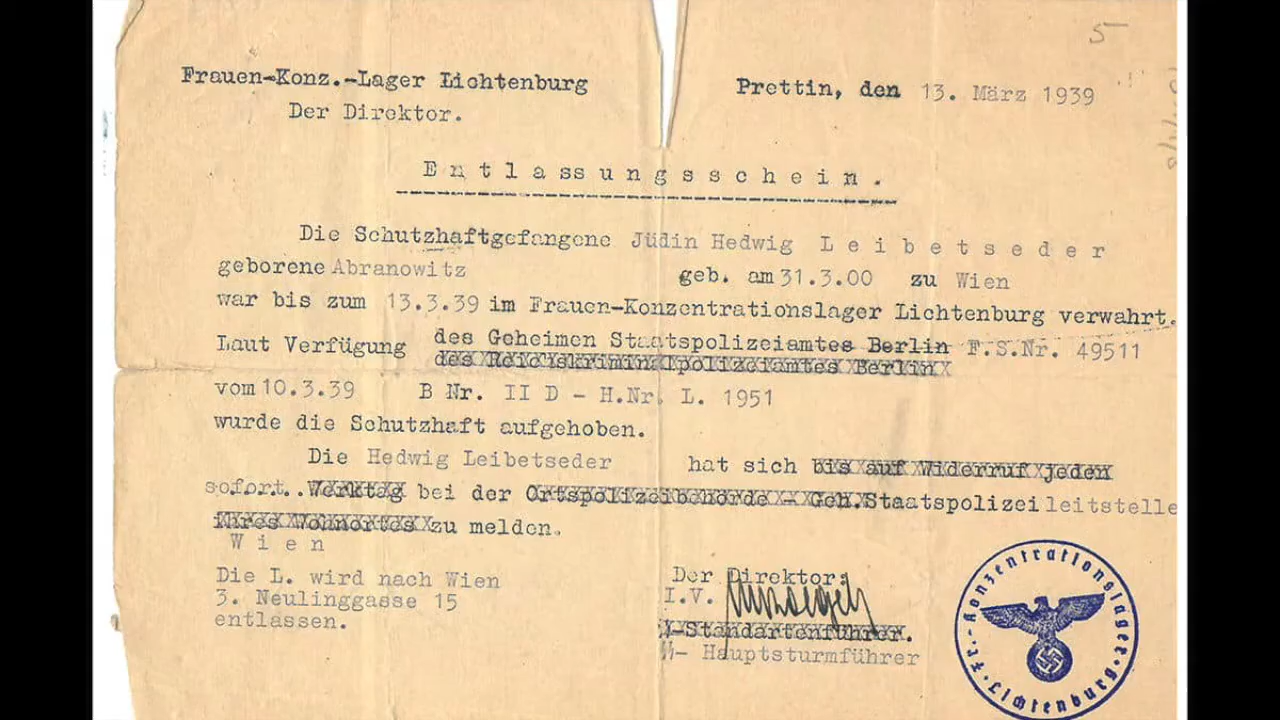 5
Frauen-Konz.-Lager Lichtenburg
Der Direktor.
Prettin, den 13. März 1939
Entlassungsschein.
Die Schutzhaftgefangene Jüdin Hedwig Leibetseder
geborene Abranowitz geb. am 31.3.00 zu Wien
war bis zum 13.3.39 im Frauen-Konzentrationslager Lichtenburg verwahrt.
Laut Verfügung des Geheimen Staatspolizeiamtes Berlin F.S.Nr. 49511
des Reichskriminalpolizeiamtes Berlin
vom 10.3.39 B Nr. II D - H.Nr. L. 1951
wurde die Schutzhaft aufgehoben.
Die Hedwig Leibetseder hat sich bis auf Widerruf jeden
sofort Werktag bei der Ortspolizeibehörde - Geh.Staatspolizeileitstelle
ihres Wohnortes zu melden.
Wien
Die L. wird nach Wien
3. Neulinggasse 15
entlassen.
Der Direktor:
I.V.
SS-Standartenführer.
SS- Hauptsturmführer
Fr.-Konzentrationslager Lichtenburg